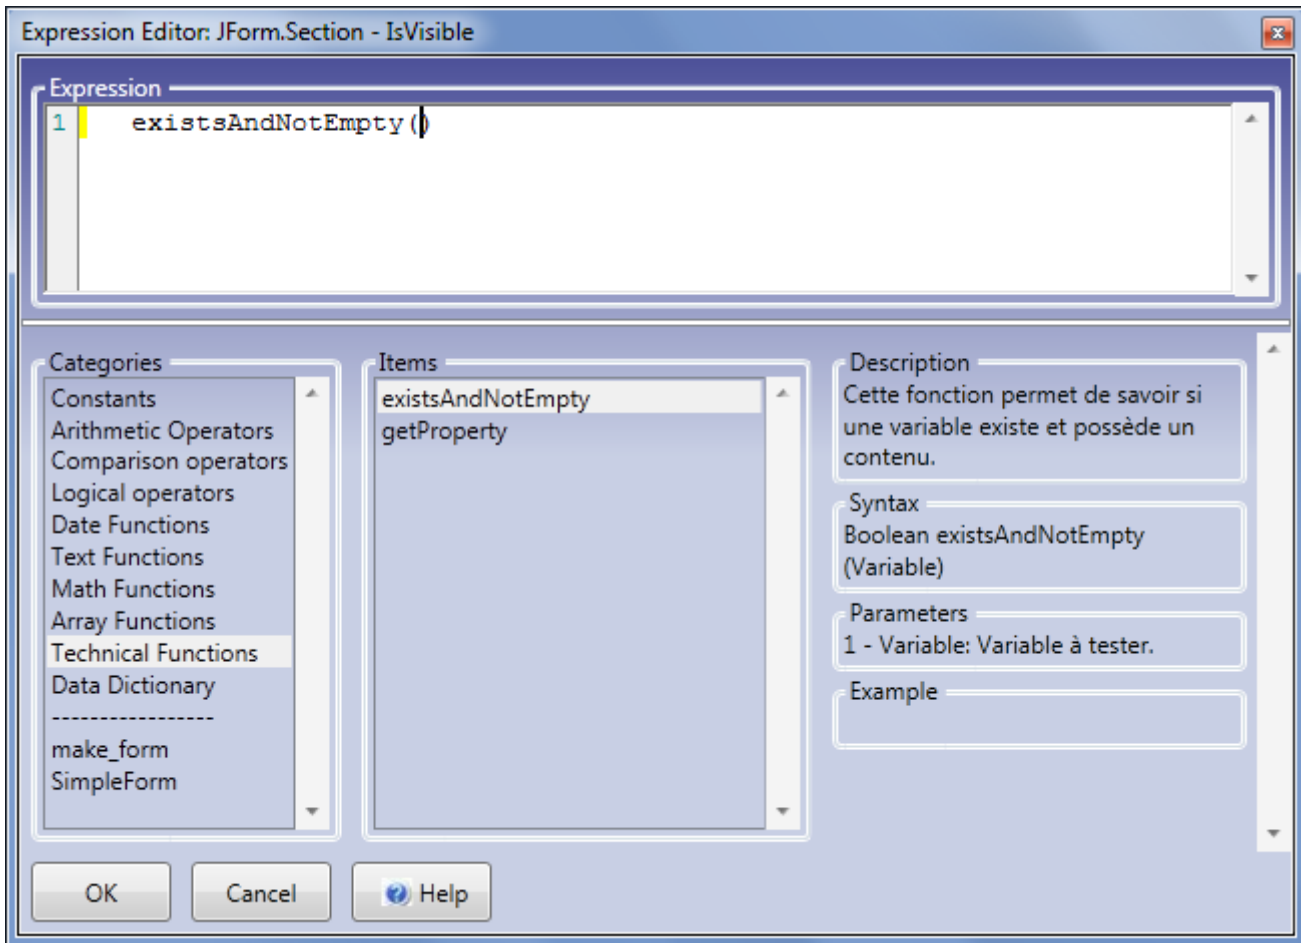 Expression Editor: JForm.Section - IsVisible
Expression
1 existsAndNotEmpty()
Categories
Constants
Arithmetic Operators
Comparison operators
Logical operators
Date Functions
Text Functions
Math Functions
Array Functions
Technical Functions
Data Dictionary
-----------------
make_form
SimpleForm
Items
existsAndNotEmpty
getProperty
Description
Cette fonction permet de savoir si
une variable existe et possède un
contenu.
Syntax
Boolean existsAndNotEmpty
(Variable)
Parameters
1 - Variable: Variable à tester.
Example
OK
Cancel
Help